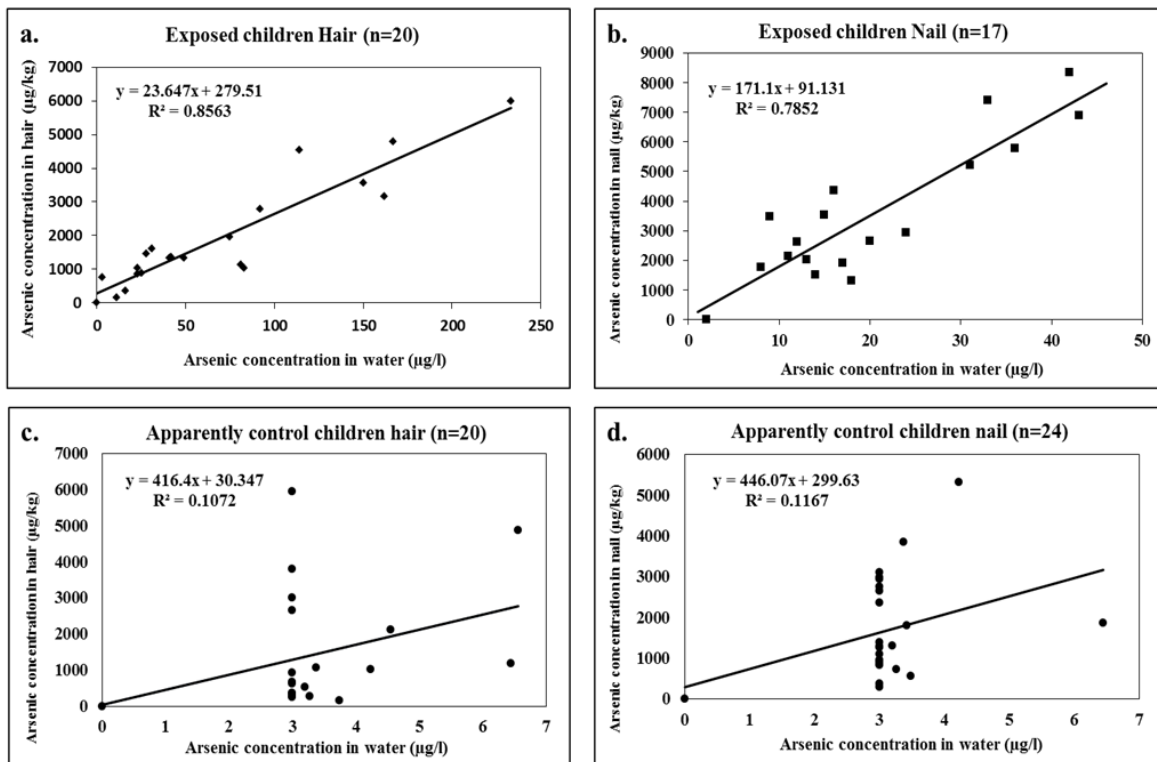 a.
Exposed children Hair (n=20)
y = 23.647x + 279.51
R² = 0.8563
Arsenic concentration in hair (µg/kg)
7000
6000
5000
4000
3000
2000
1000
0
0 50 100 150 200 250
Arsenic concentration in water (µg/l)
b.
Exposed children Nail (n=17)
y = 171.1x + 91.131
R² = 0.7852
Arsenic concentration in nail (µg/kg)
9000
8000
7000
6000
5000
4000
3000
2000
1000
0
0 10 20 30 40 50
Arsenic concentration in water (µg/l)
c.
Apparently control children hair (n=20)
y = 416.4x + 30.347
R² = 0.1072
Arsenic concentration in hair (µg/kg)
7000
6000
5000
4000
3000
2000
1000
0
0 1 2 3 4 5 6 7
Arsenic concentration in water (µg/l)
d.
Apparently control children nail (n=24)
y = 446.07x + 299.63
R² = 0.1167
Arsenic concentration in nail (µg/kg)
6000
5000
4000
3000
2000
1000
0
0 1 2 3 4 5 6 7
Arsenic concentration in water (µg/l)